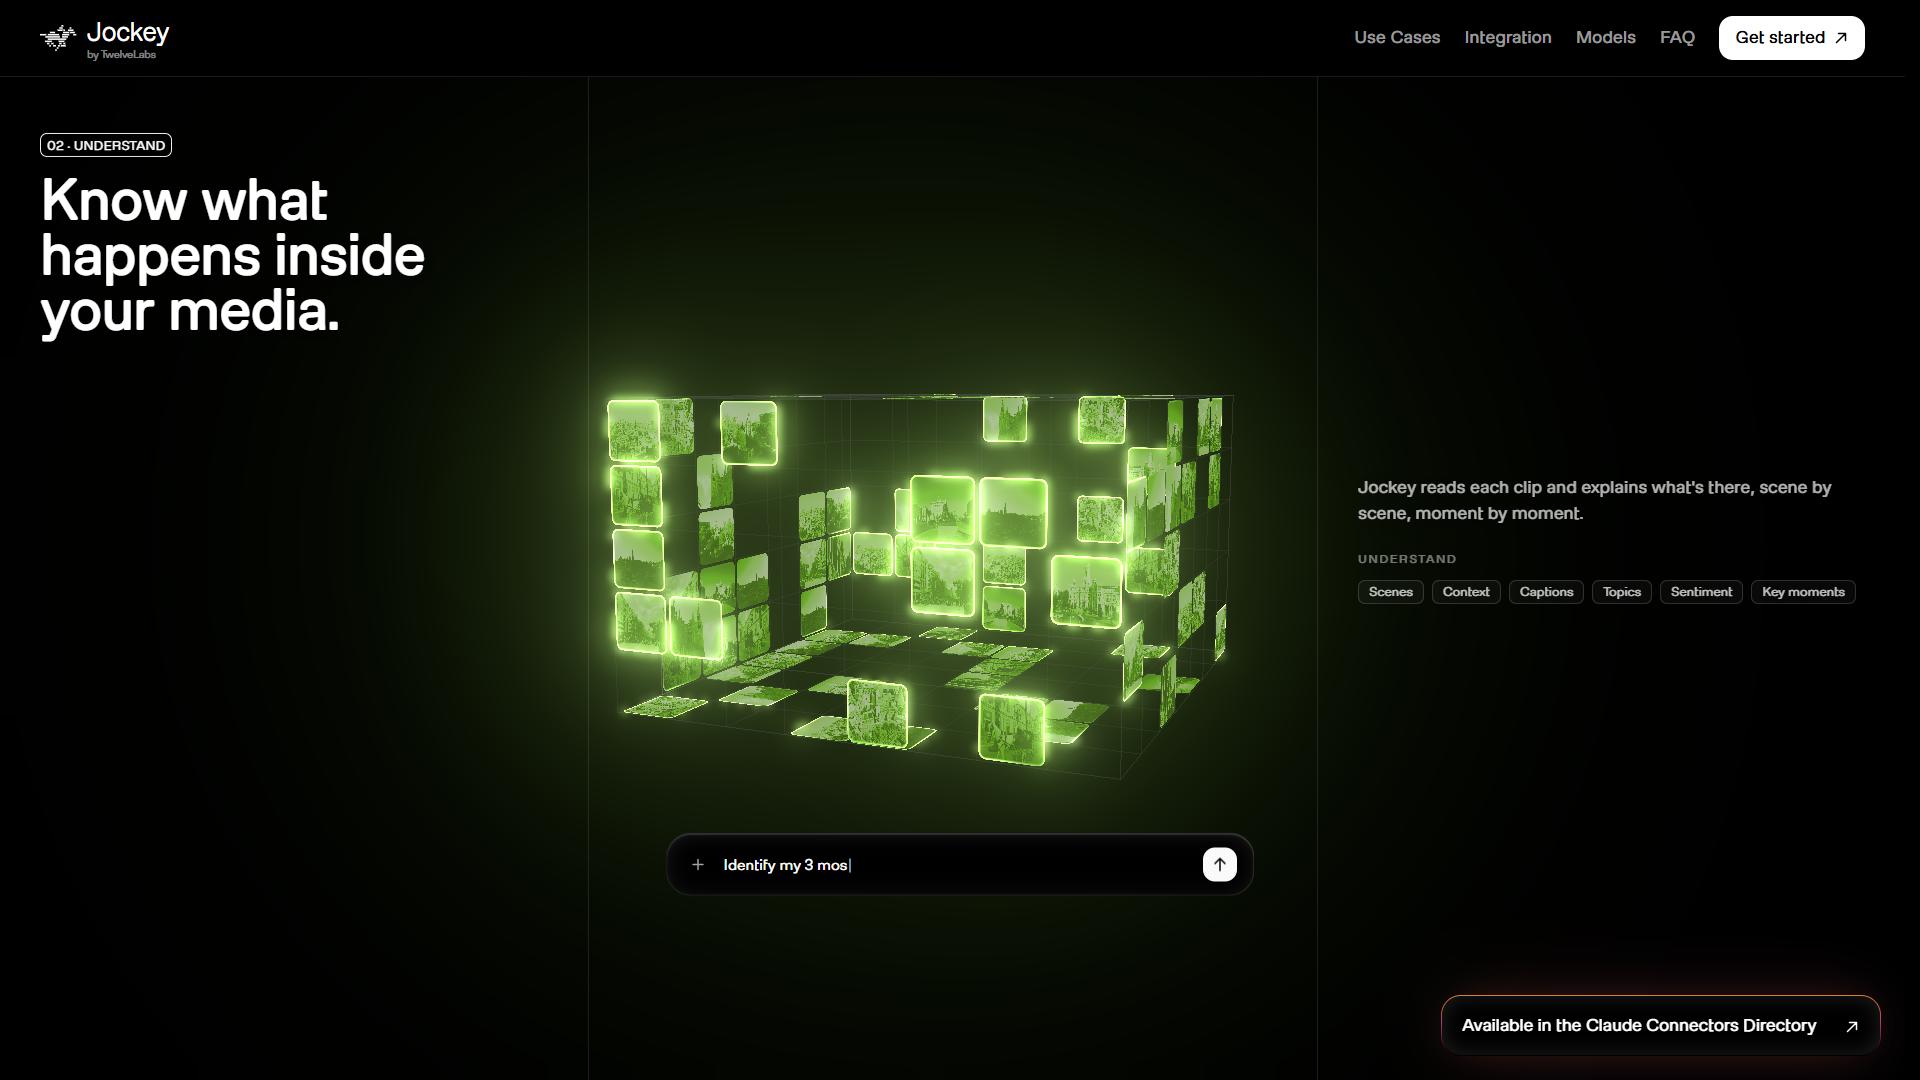 Jockey
by TwelveLabs
Use Cases
Integration
Models
FAQ
Get started
02 · UNDERSTAND
Know what
happens inside
your media.
Identify my 3 mos
Jockey reads each clip and explains what's there, scene by
scene, moment by moment.
UNDERSTAND
Scenes
Context
Captions
Topics
Sentiment
Key moments
Available in the Claude Connectors Directory